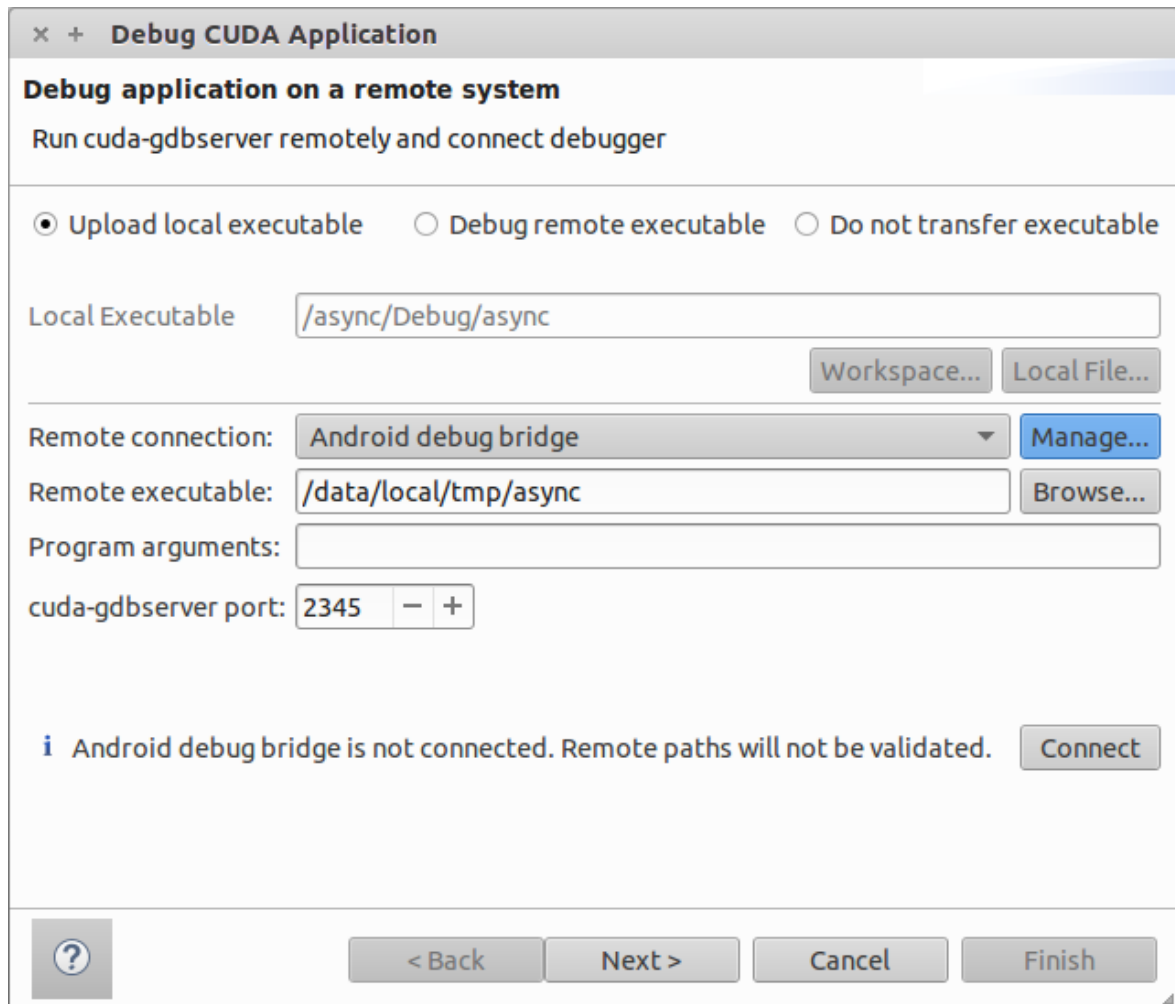 Debug CUDA Application
Debug application on a remote system
Run cuda-gdbserver remotely and connect debugger
Upload local executable Debug remote executable Do not transfer executable
Local Executable /async/Debug/async
Workspace... Local File...
Remote connection: Android debug bridge Manage...
Remote executable: /data/local/tmp/async Browse...
Program arguments:
cuda-gdbserver port: 2345 − +
i Android debug bridge is not connected. Remote paths will not be validated. Connect
? < Back Next > Cancel Finish